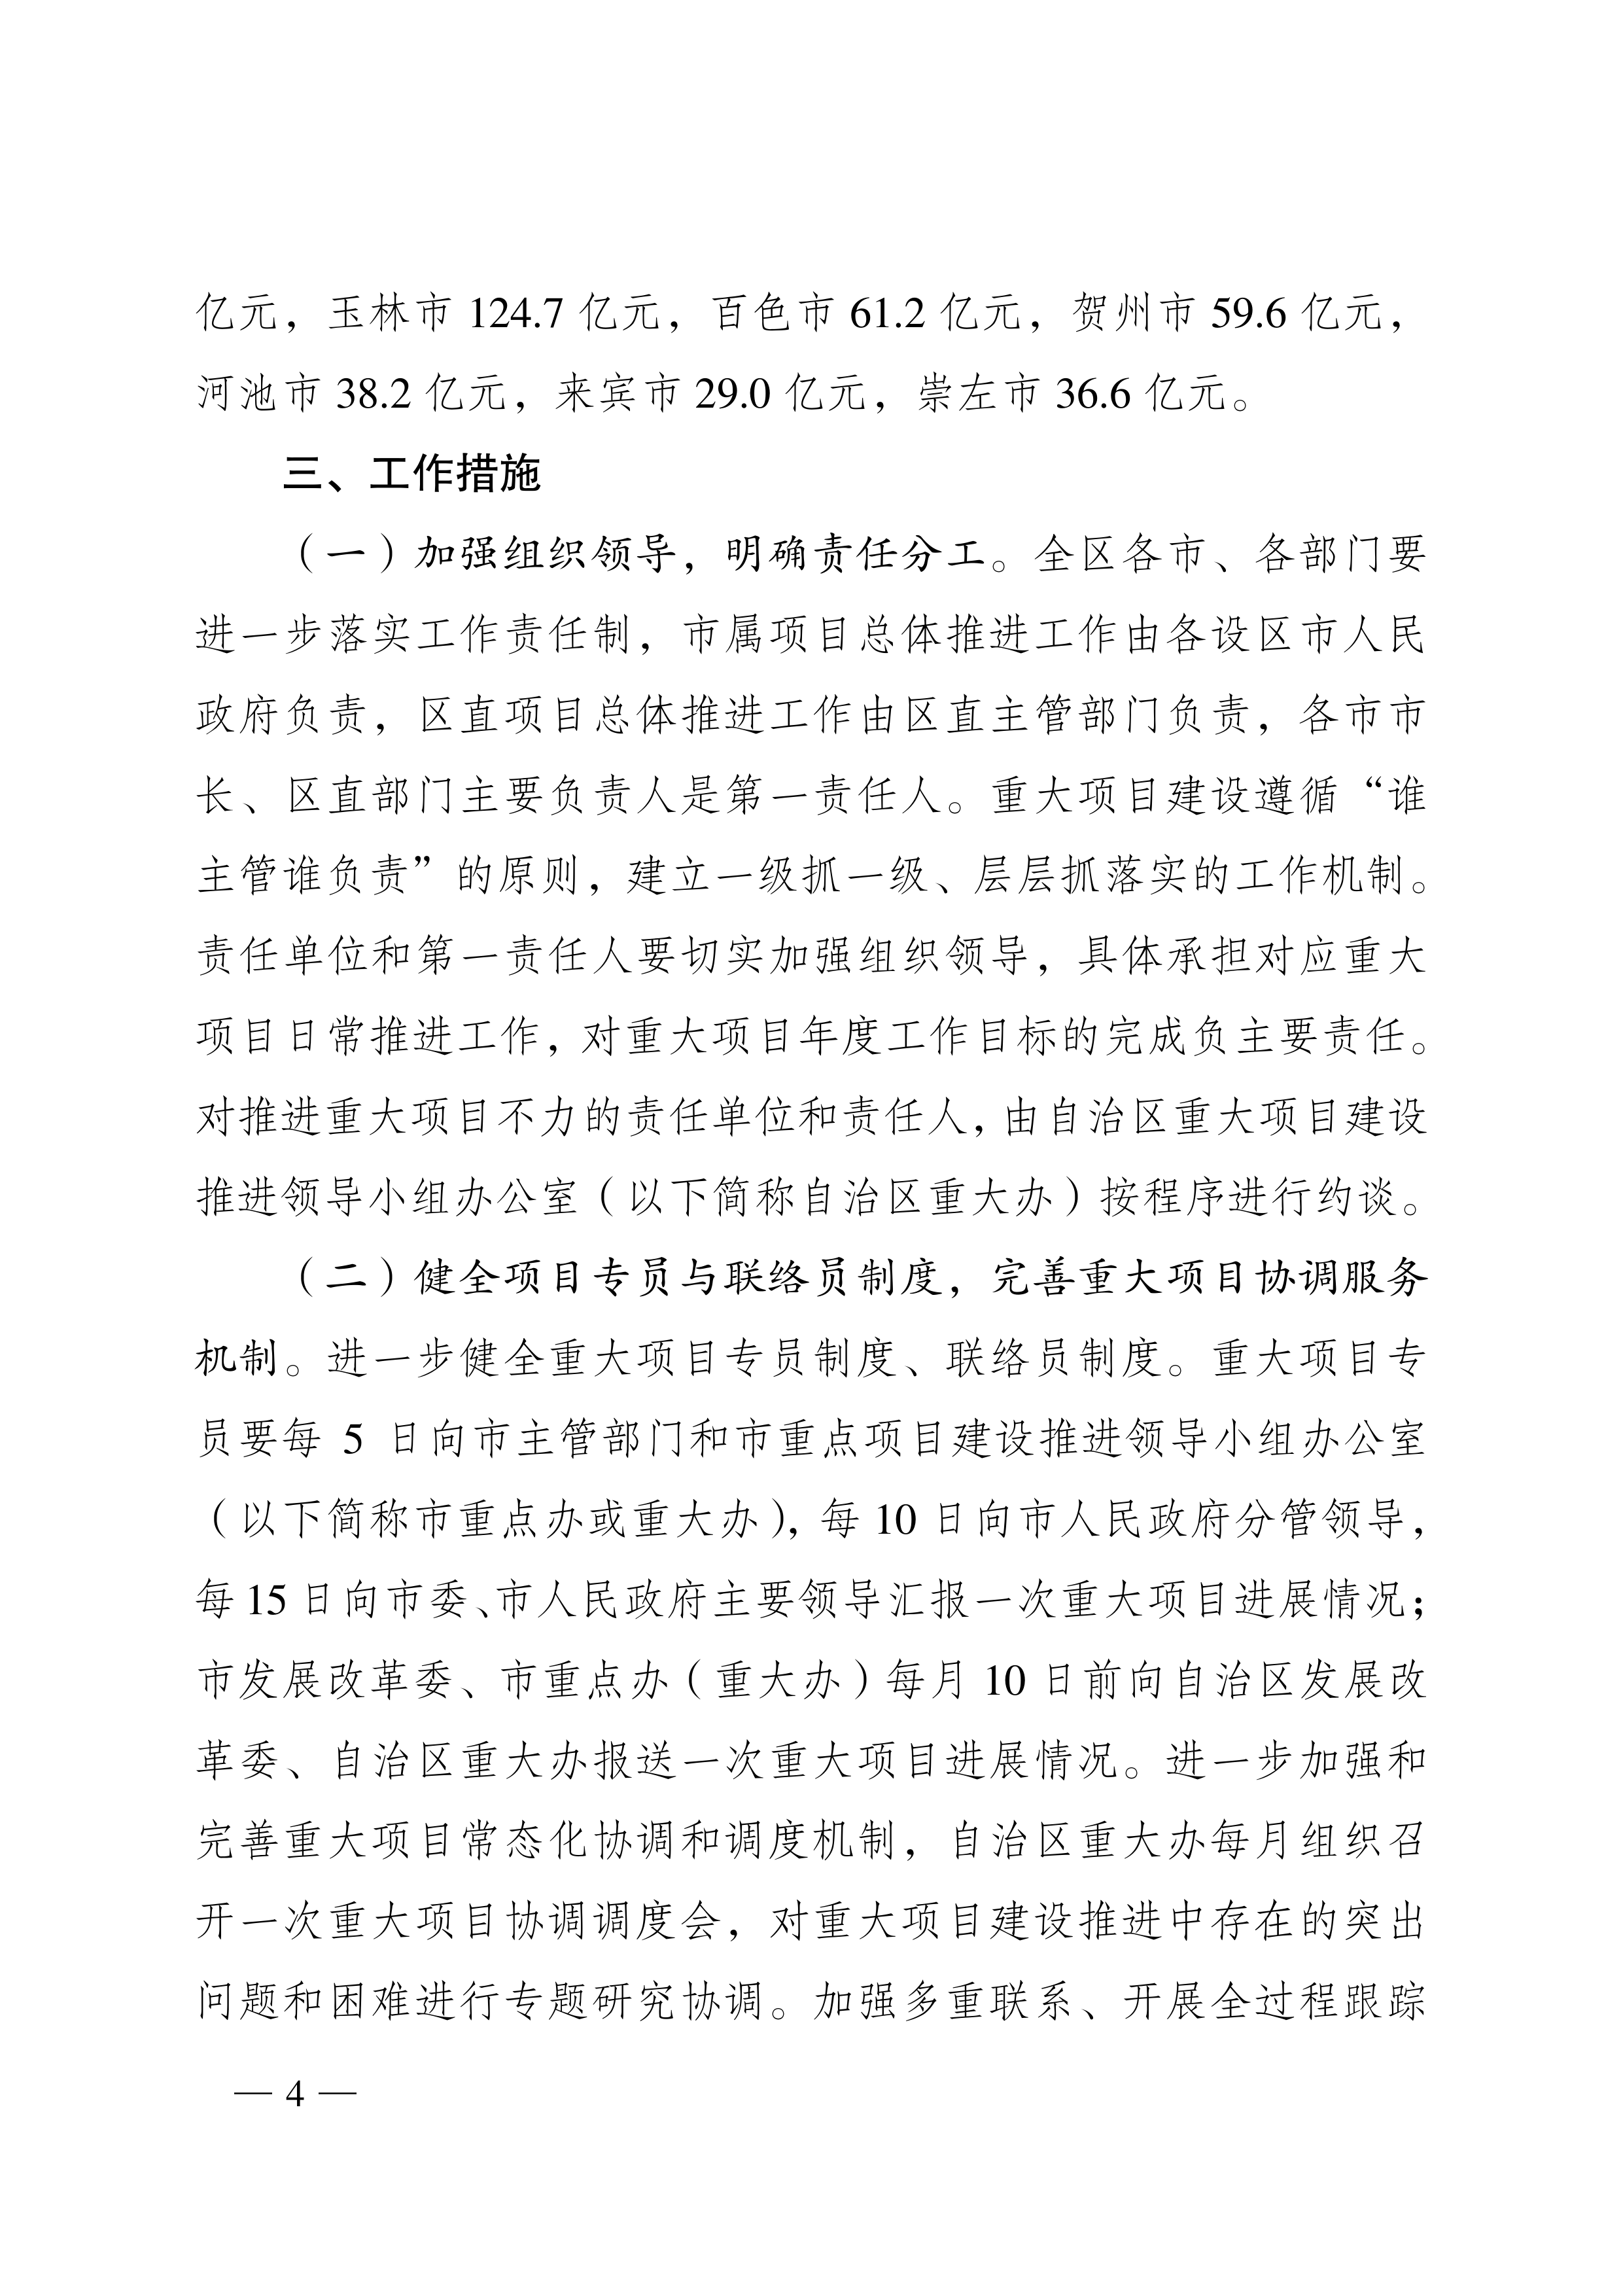 亿元，玉林市 124.7 亿元，百色市 61.2 亿元，贺州市 59.6 亿元，
河池市 38.2 亿元，来宾市 29.0 亿元，崇左市 36.6 亿元。
三、工作措施
（一）加强组织领导，明确责任分工。全区各市、各部门要
进一步落实工作责任制，市属项目总体推进工作由各设区市人民
政府负责，区直项目总体推进工作由区直主管部门负责，各市市
长、区直部门主要负责人是第一责任人。重大项目建设遵循“谁
主管谁负责”的原则，建立一级抓一级、层层抓落实的工作机制。
责任单位和第一责任人要切实加强组织领导，具体承担对应重大
项目日常推进工作，对重大项目年度工作目标的完成负主要责任。
对推进重大项目不力的责任单位和责任人，由自治区重大项目建设
推进领导小组办公室（以下简称自治区重大办）按程序进行约谈。
（二）健全项目专员与联络员制度，完善重大项目协调服务
机制。进一步健全重大项目专员制度、联络员制度。重大项目专
员要每 5 日向市主管部门和市重点项目建设推进领导小组办公室
（以下简称市重点办或重大办），每 10 日向市人民政府分管领导，
每 15 日向市委、市人民政府主要领导汇报一次重大项目进展情况；
市发展改革委、市重点办（重大办）每月 10 日前向自治区发展改
革委、自治区重大办报送一次重大项目进展情况。进一步加强和
完善重大项目常态化协调和调度机制，自治区重大办每月组织召
开一次重大项目协调调度会，对重大项目建设推进中存在的突出
问题和困难进行专题研究协调。加强多重联系、开展全过程跟踪
— 4 —